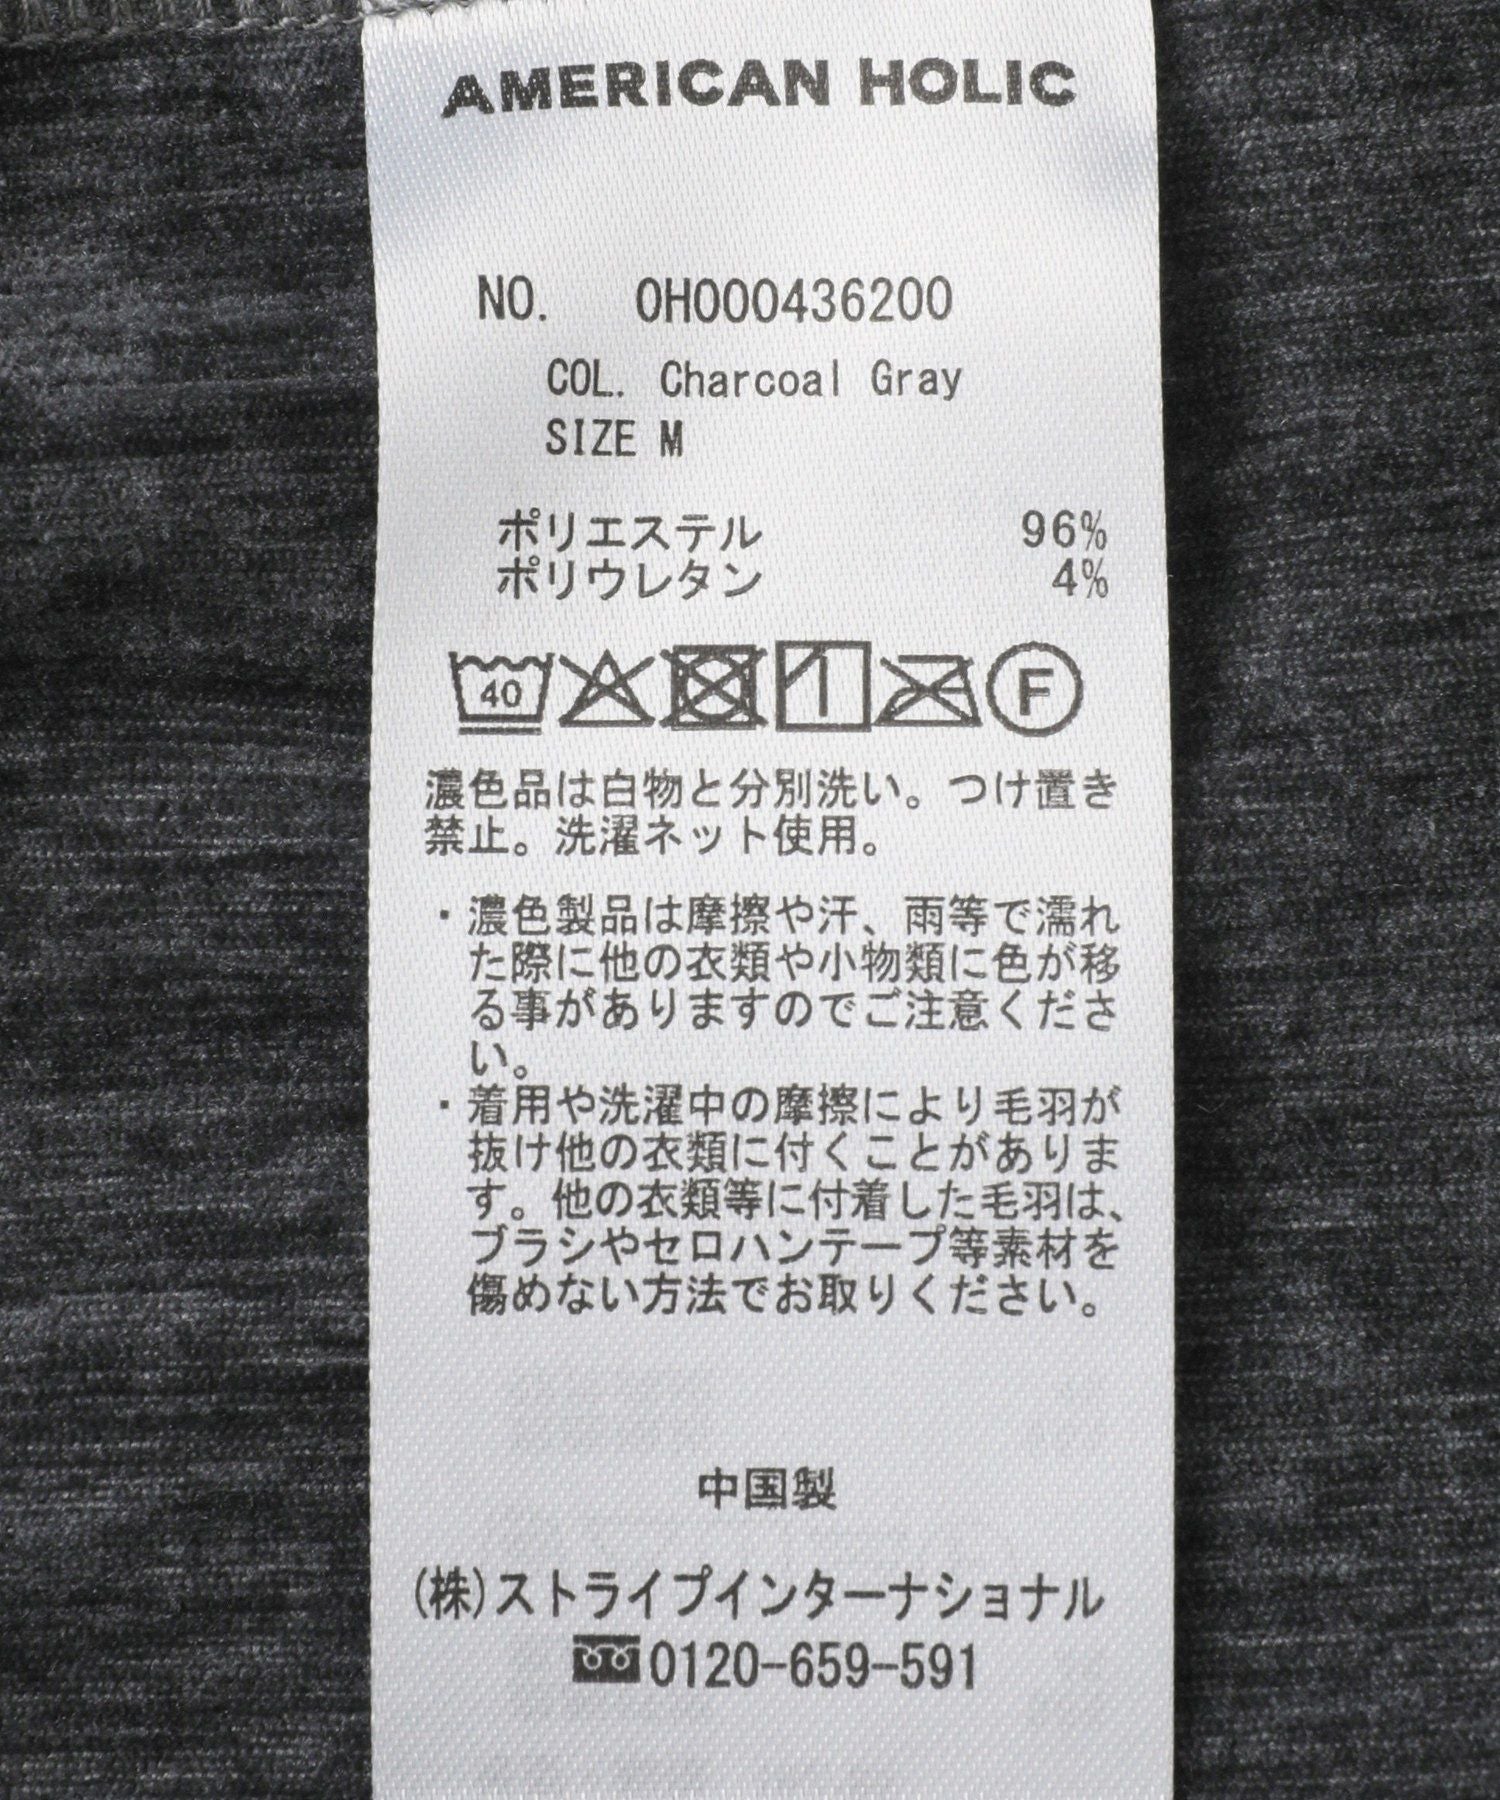 AMERICAN HOLIC
NO. 0H000436200
COL. Charcoal Gray
SIZE M
ポリエステル 96%
ポリウレタン 4%
40 F
濃色品は白物と分別洗い。つけ置き
禁止。洗濯ネット使用。
・濃色製品は摩擦や汗、雨等で濡れ
た際に他の衣類や小物類に色が移
る事がありますのでご注意くださ
い。
・着用や洗濯中の摩擦により毛羽が
抜け他の衣類に付くことがありま
す。他の衣類等に付着した毛羽は、
ブラシやセロハンテープ等素材を
傷めない方法でお取りください。
中国製
(株)ストライプインターナショナル
0120-659-591